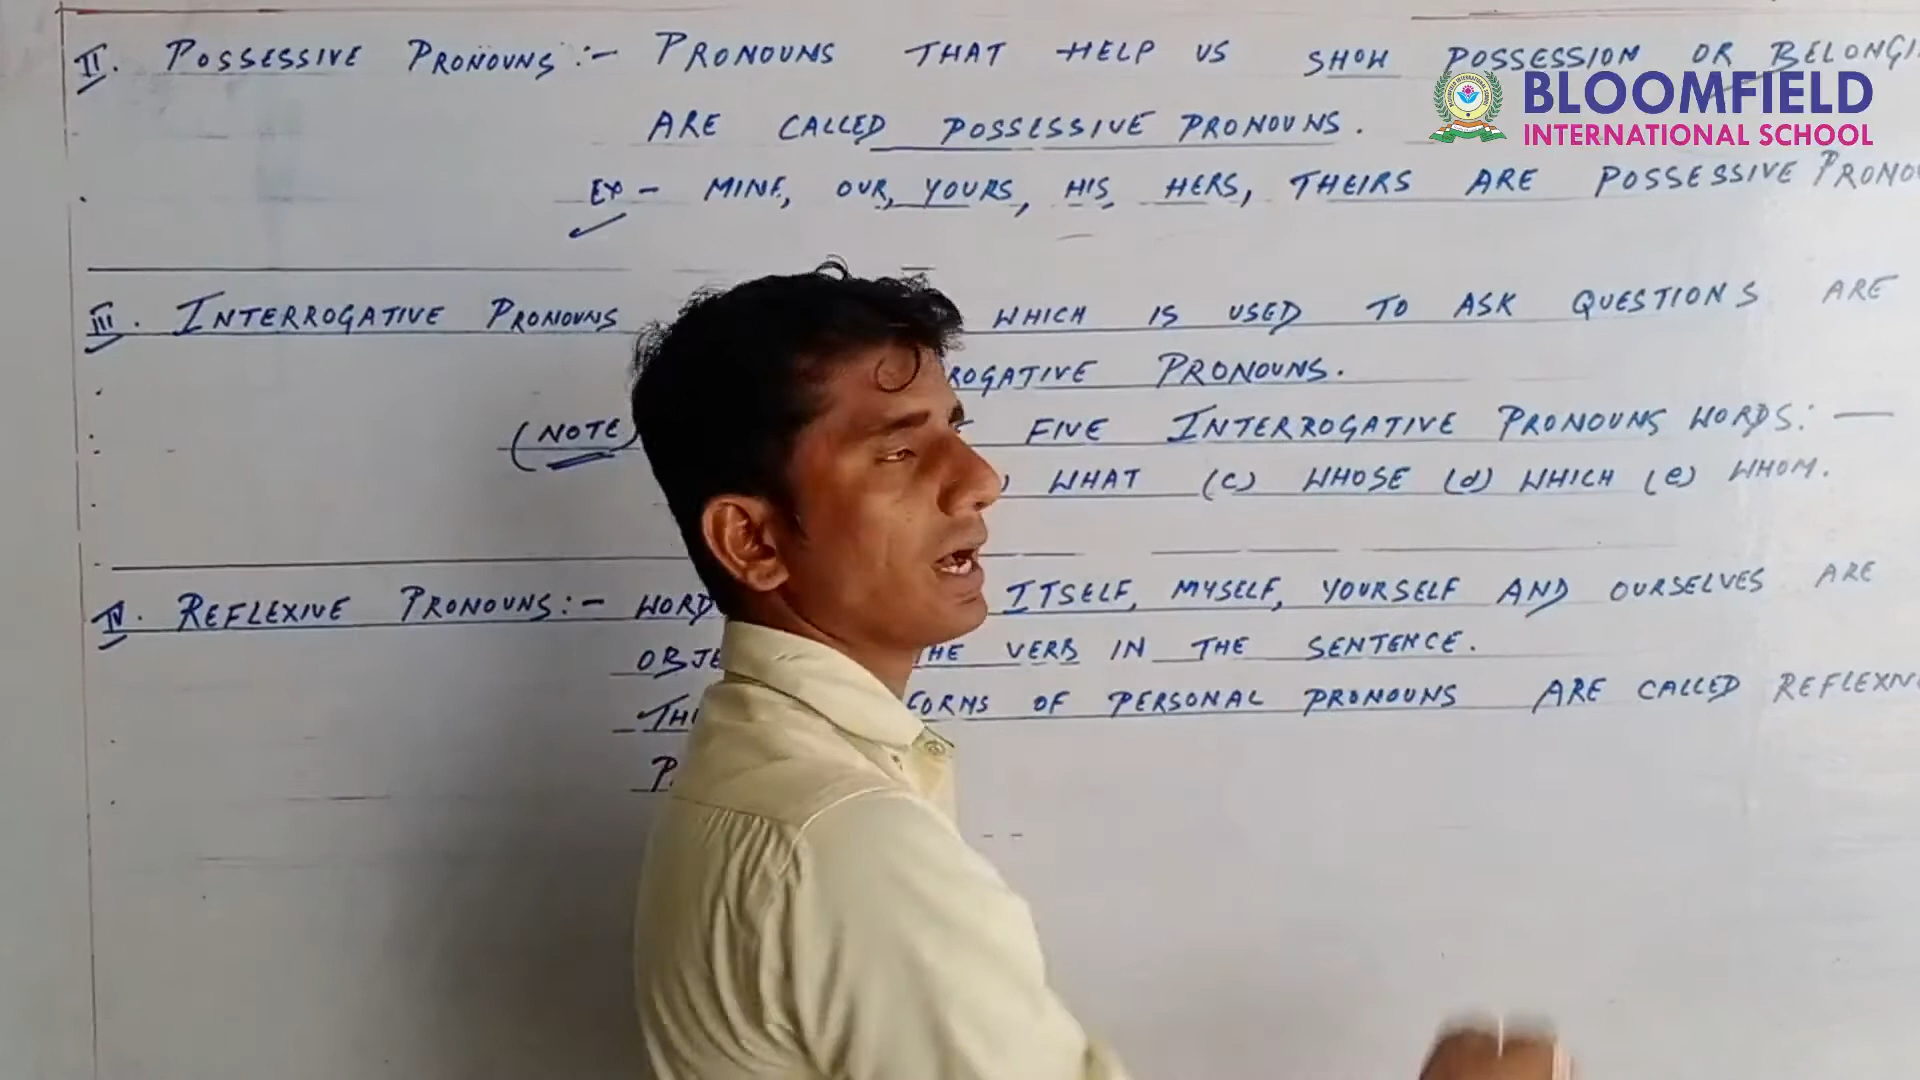 II. POSSESSIVE PRONOUNS :- PRONOUNS THAT HELP US SHOW POSSESSION OR
ARE CALLED POSSESSIVE PRONOUNS.
EX - MINE, OUR, YOURS, HIS, HERS, THEIRS ARE POSSESSIVE
III. INTERROGATIVE PRONOUNS WHICH IS USED TO ASK QUESTIONS ARE
PRONOUNS.
(NOTE FIVE INTERROGATIVE PRONOUNS WORDS:-
WHAT (c) WHOSE (d) WHICH (e) WHOM.
IV. REFLEXIVE PRONOUNS:- ITSELF, MYSELF, YOURSELF AND OURSELVES ARE
VERB IN THE SENTENCE.
FORMS OF PERSONAL PRONOUNS ARE CALLED
BLOOMFIELD
INTERNATIONAL SCHOOL